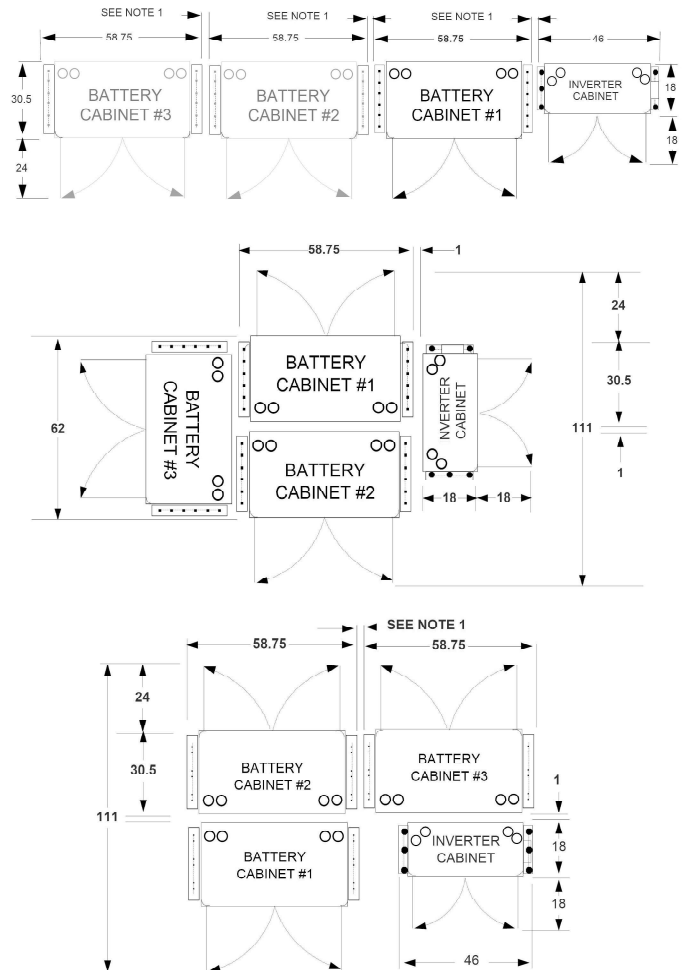 SEE NOTE 1 SEE NOTE 1 SEE NOTE 1
58.75 58.75 58.75 46
30.5 BATTERY BATTERY BATTERY INVERTER 18
CABINET #3 CABINET #2 CABINET #1 CABINET
24 18
58.75 1
24
BATTERY
CABINET #1
30.5
BATTERY
CABINET #3
NVERTER
CABINET
62
111
BATTERY
CABINET #2
1
18 18
SEE NOTE 1
58.75 58.75
24
30.5
BATTERY
CABINET #2
BATTFRY
CABINET #3
1
111
BATTERY
CABINET #1
INVERTER
CABINET
18
18
46